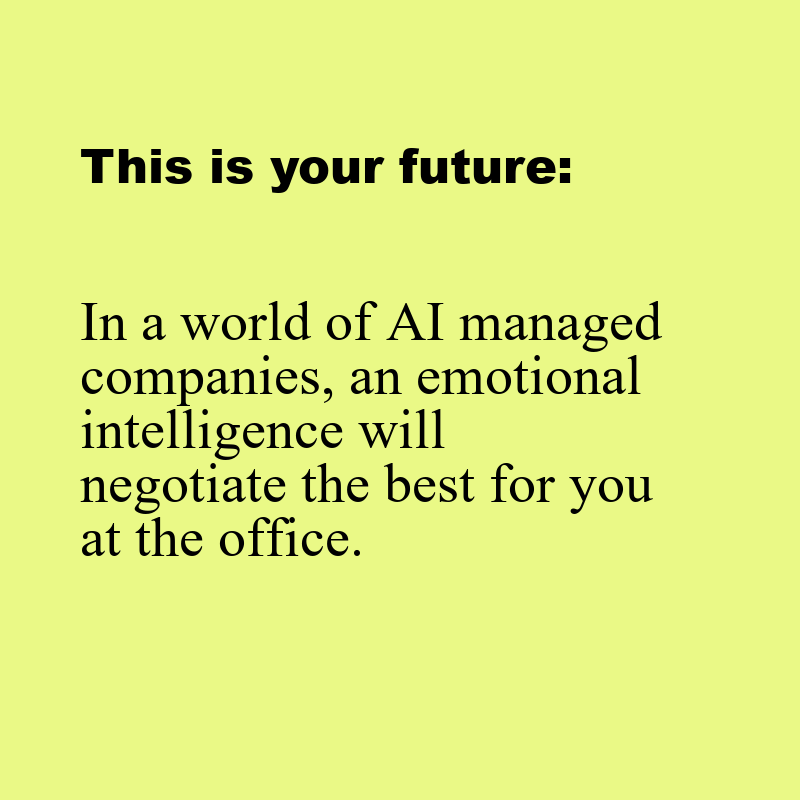 This is your future:
In a world of AI managed
companies, an emotional
intelligence will
negotiate the best for you
at the office.